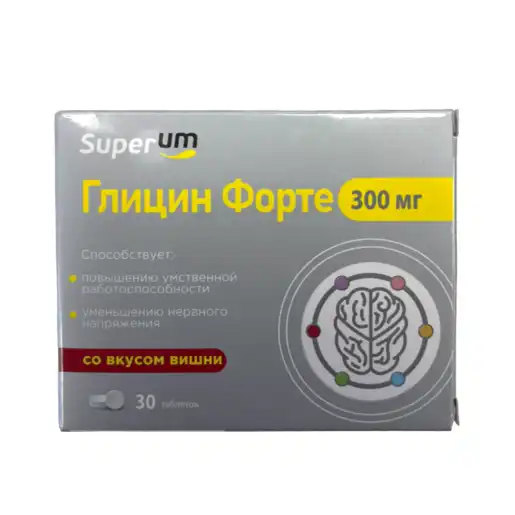 Superum
Глицин Форте 300 мг
Способствует:
повышению умственной
работоспособности
уменьшению нервного
напряжения
со вкусом вишни
30 таблеток